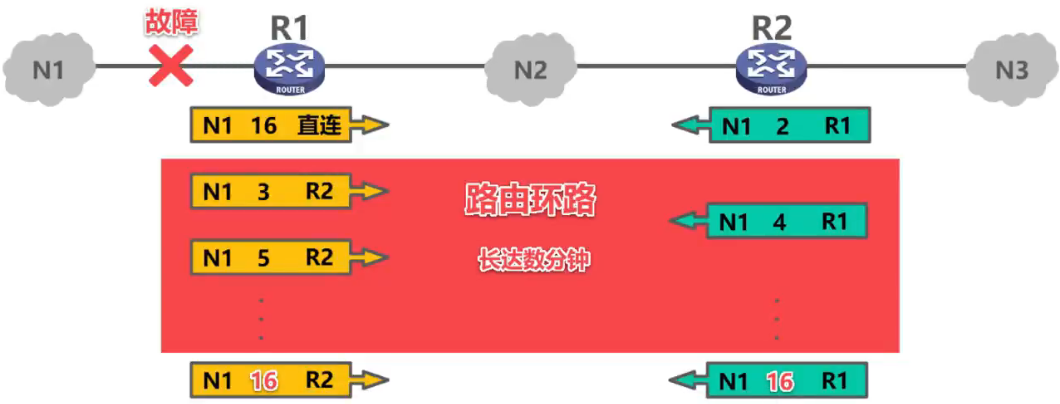 故障
R1
R2
N1
N2
N3
ROUTER
ROUTER
N1 16 直连
N1 2 R1
N1 3 R2
路由环路
N1 4 R1
N1 5 R2
长达数分钟
N1 16 R2
N1 16 R1